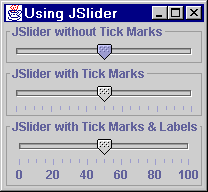 Using JSlider
JSlider without Tick Marks
JSlider with Tick Marks
JSlider with Tick Marks & Labels
0 20 40 60 80 100